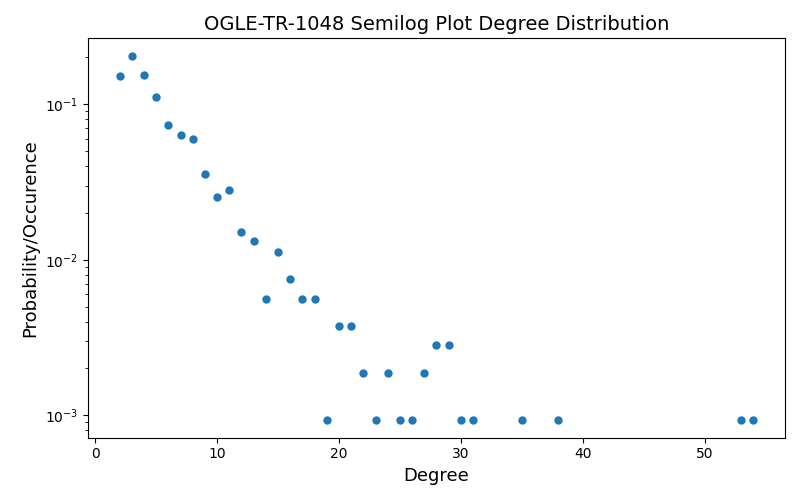 OGLE-TR-1048 Semilog Plot Degree Distribution
Probability/Occurence
10⁻¹
10⁻²
10⁻³
0 10 20 30 40 50
Degree